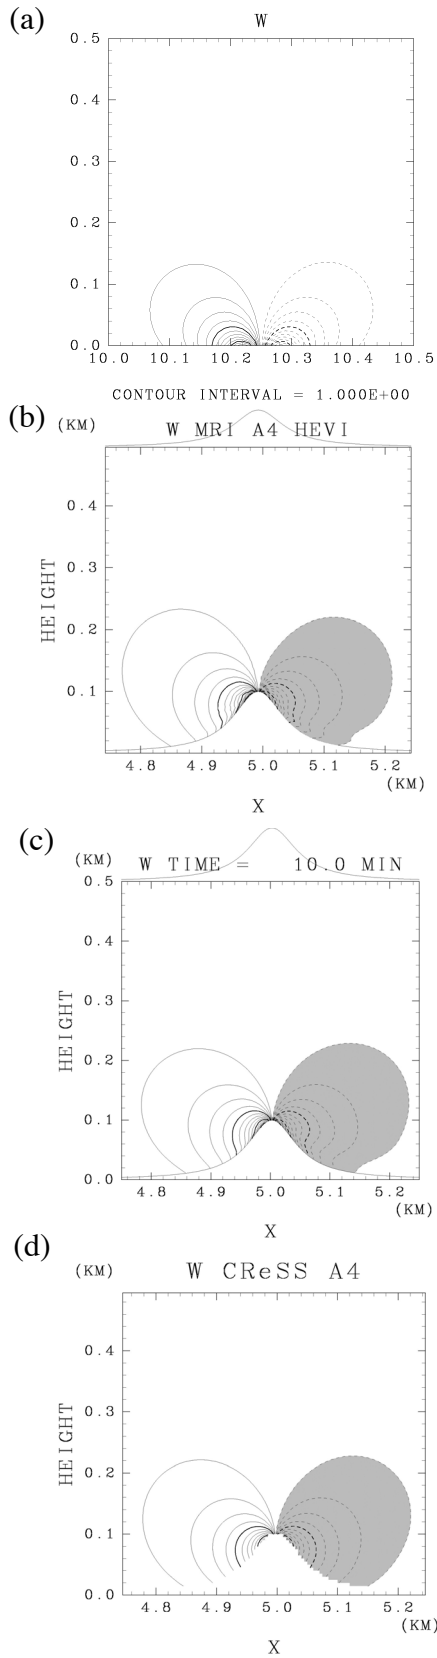 (a)
W
0.5
0.4
0.3
0.2
0.1
0.0
10.0 10.1 10.2 10.3 10.4 10.5
CONTOUR INTERVAL = 1.000E+00
(b)
(KM) W MRI A4 HEVI
0.4
0.3
0.2
0.1
HEIGHT
4.8 4.9 5.0 5.1 5.2
(KM)
X
(c)
(KM) W TIME = 10.0 MIN
0.5
0.4
0.3
0.2
0.1
0.0
HEIGHT
4.8 4.9 5.0 5.1 5.2
(KM)
X
(d)
(KM) W CReSS A4
0.4
0.3
0.2
0.1
0.0
HEIGHT
4.8 4.9 5.0 5.1 5.2
(KM)
X